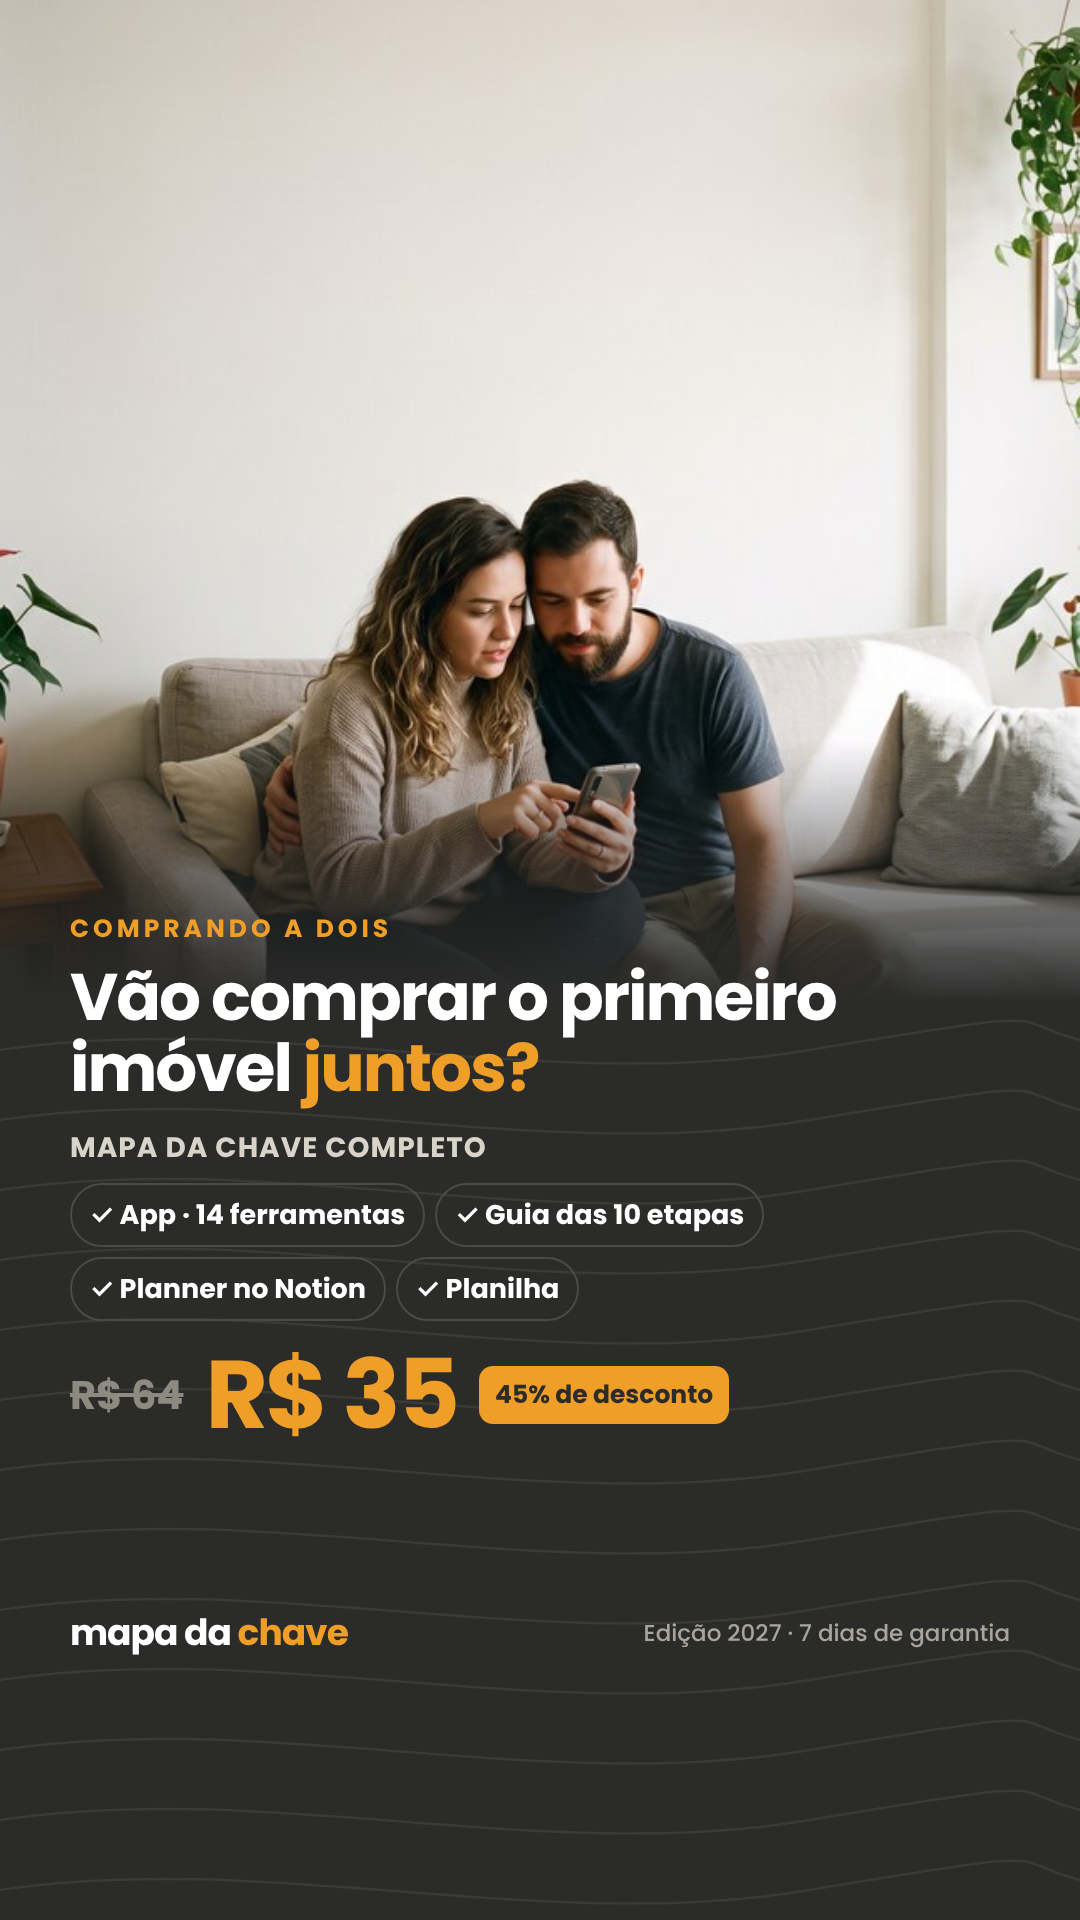 COMPRANDO A DOIS
Vão comprar o primeiro
imóvel juntos?
MAPA DA CHAVE COMPLETO
✓ App · 14 ferramentas ✓ Guia das 10 etapas
✓ Planner no Notion ✓ Planilha
R$ 64 R$ 35 45% de desconto
mapa da chave Edição 2027 · 7 dias de garantia